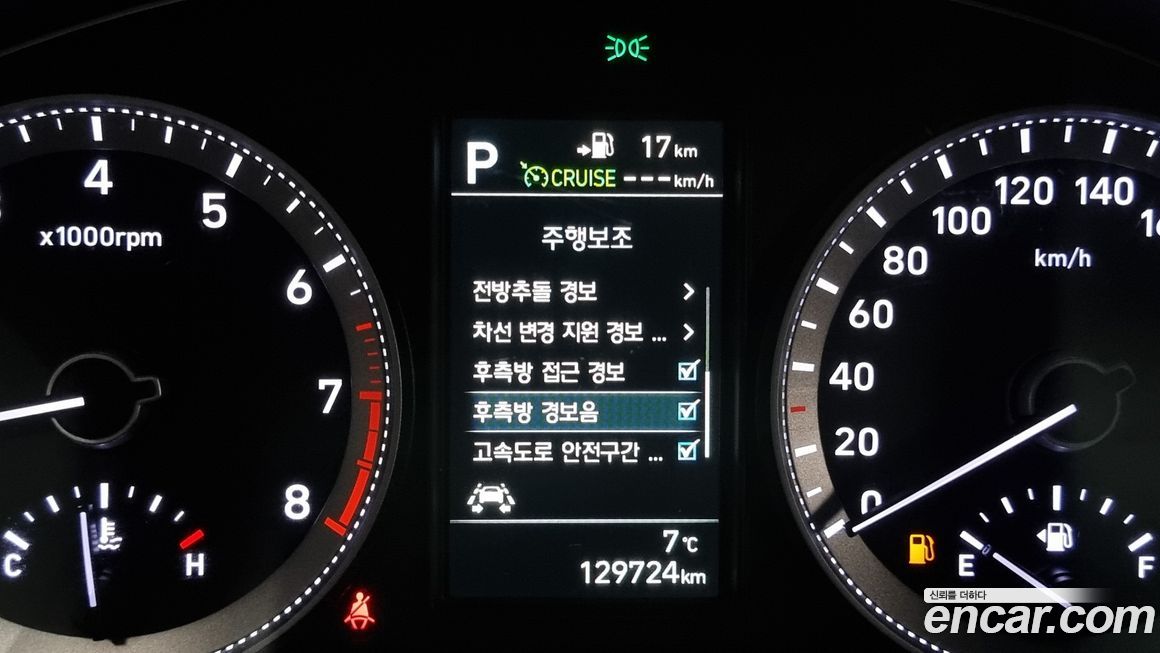 P
17 km
CRUISE ---km/h
주행보조
전방추돌 경보
차선 변경 지원 경보 ...
후측방 접근 경보
후측방 경보음
고속도로 안전구간 ...
7℃
129724km
4
5
6
7
8
x1000rpm
C
H
0
20
40
60
80
100
120
140
km/h
E
F
신뢰를 더하다
encar.com